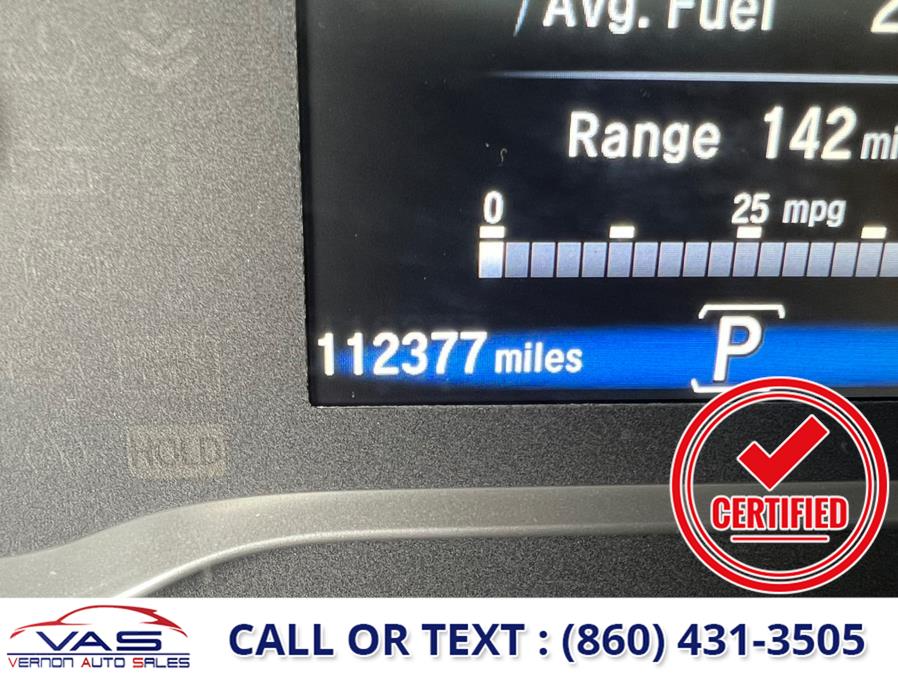 /Avg. Fuel 2
Range 142 mi
0 25 mpg
112377 miles
P
HOLD
CERTIFIED
VAS
VERNON AUTO SALES
CALL OR TEXT : (860) 431-3505